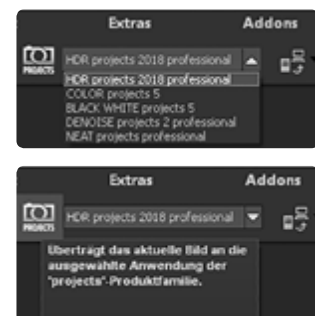 Extras Addons
PROJECTS HDR projects 2018 professional
HDR projects 2018 professional
COLOR projects 5
BLACK WHITE projects 5
DENOISE projects 2 professional
NEAT projects professional
Extras Addons
PROJECTS HDR projects 2018 professional
Überträgt das aktuelle Bild an die
ausgewählte Anwendung der
"projects"-Produktfamilie.